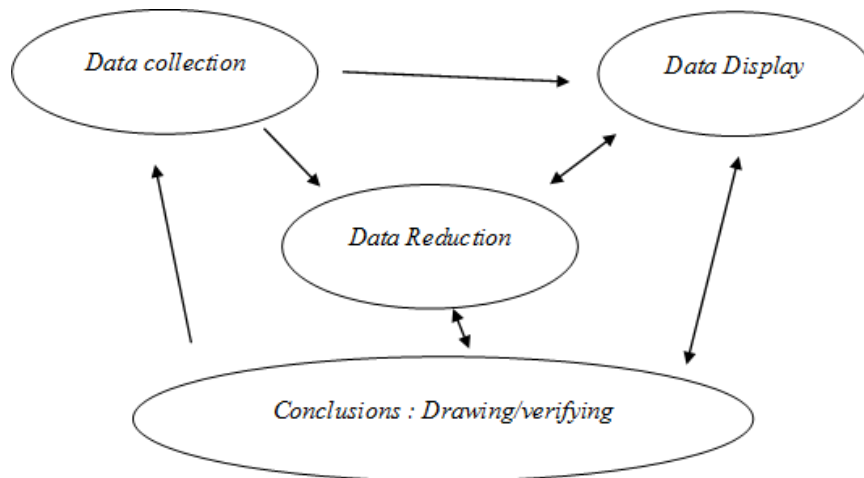 Data collection
Data Display
Data Reduction
Conclusions : Drawing/verifying